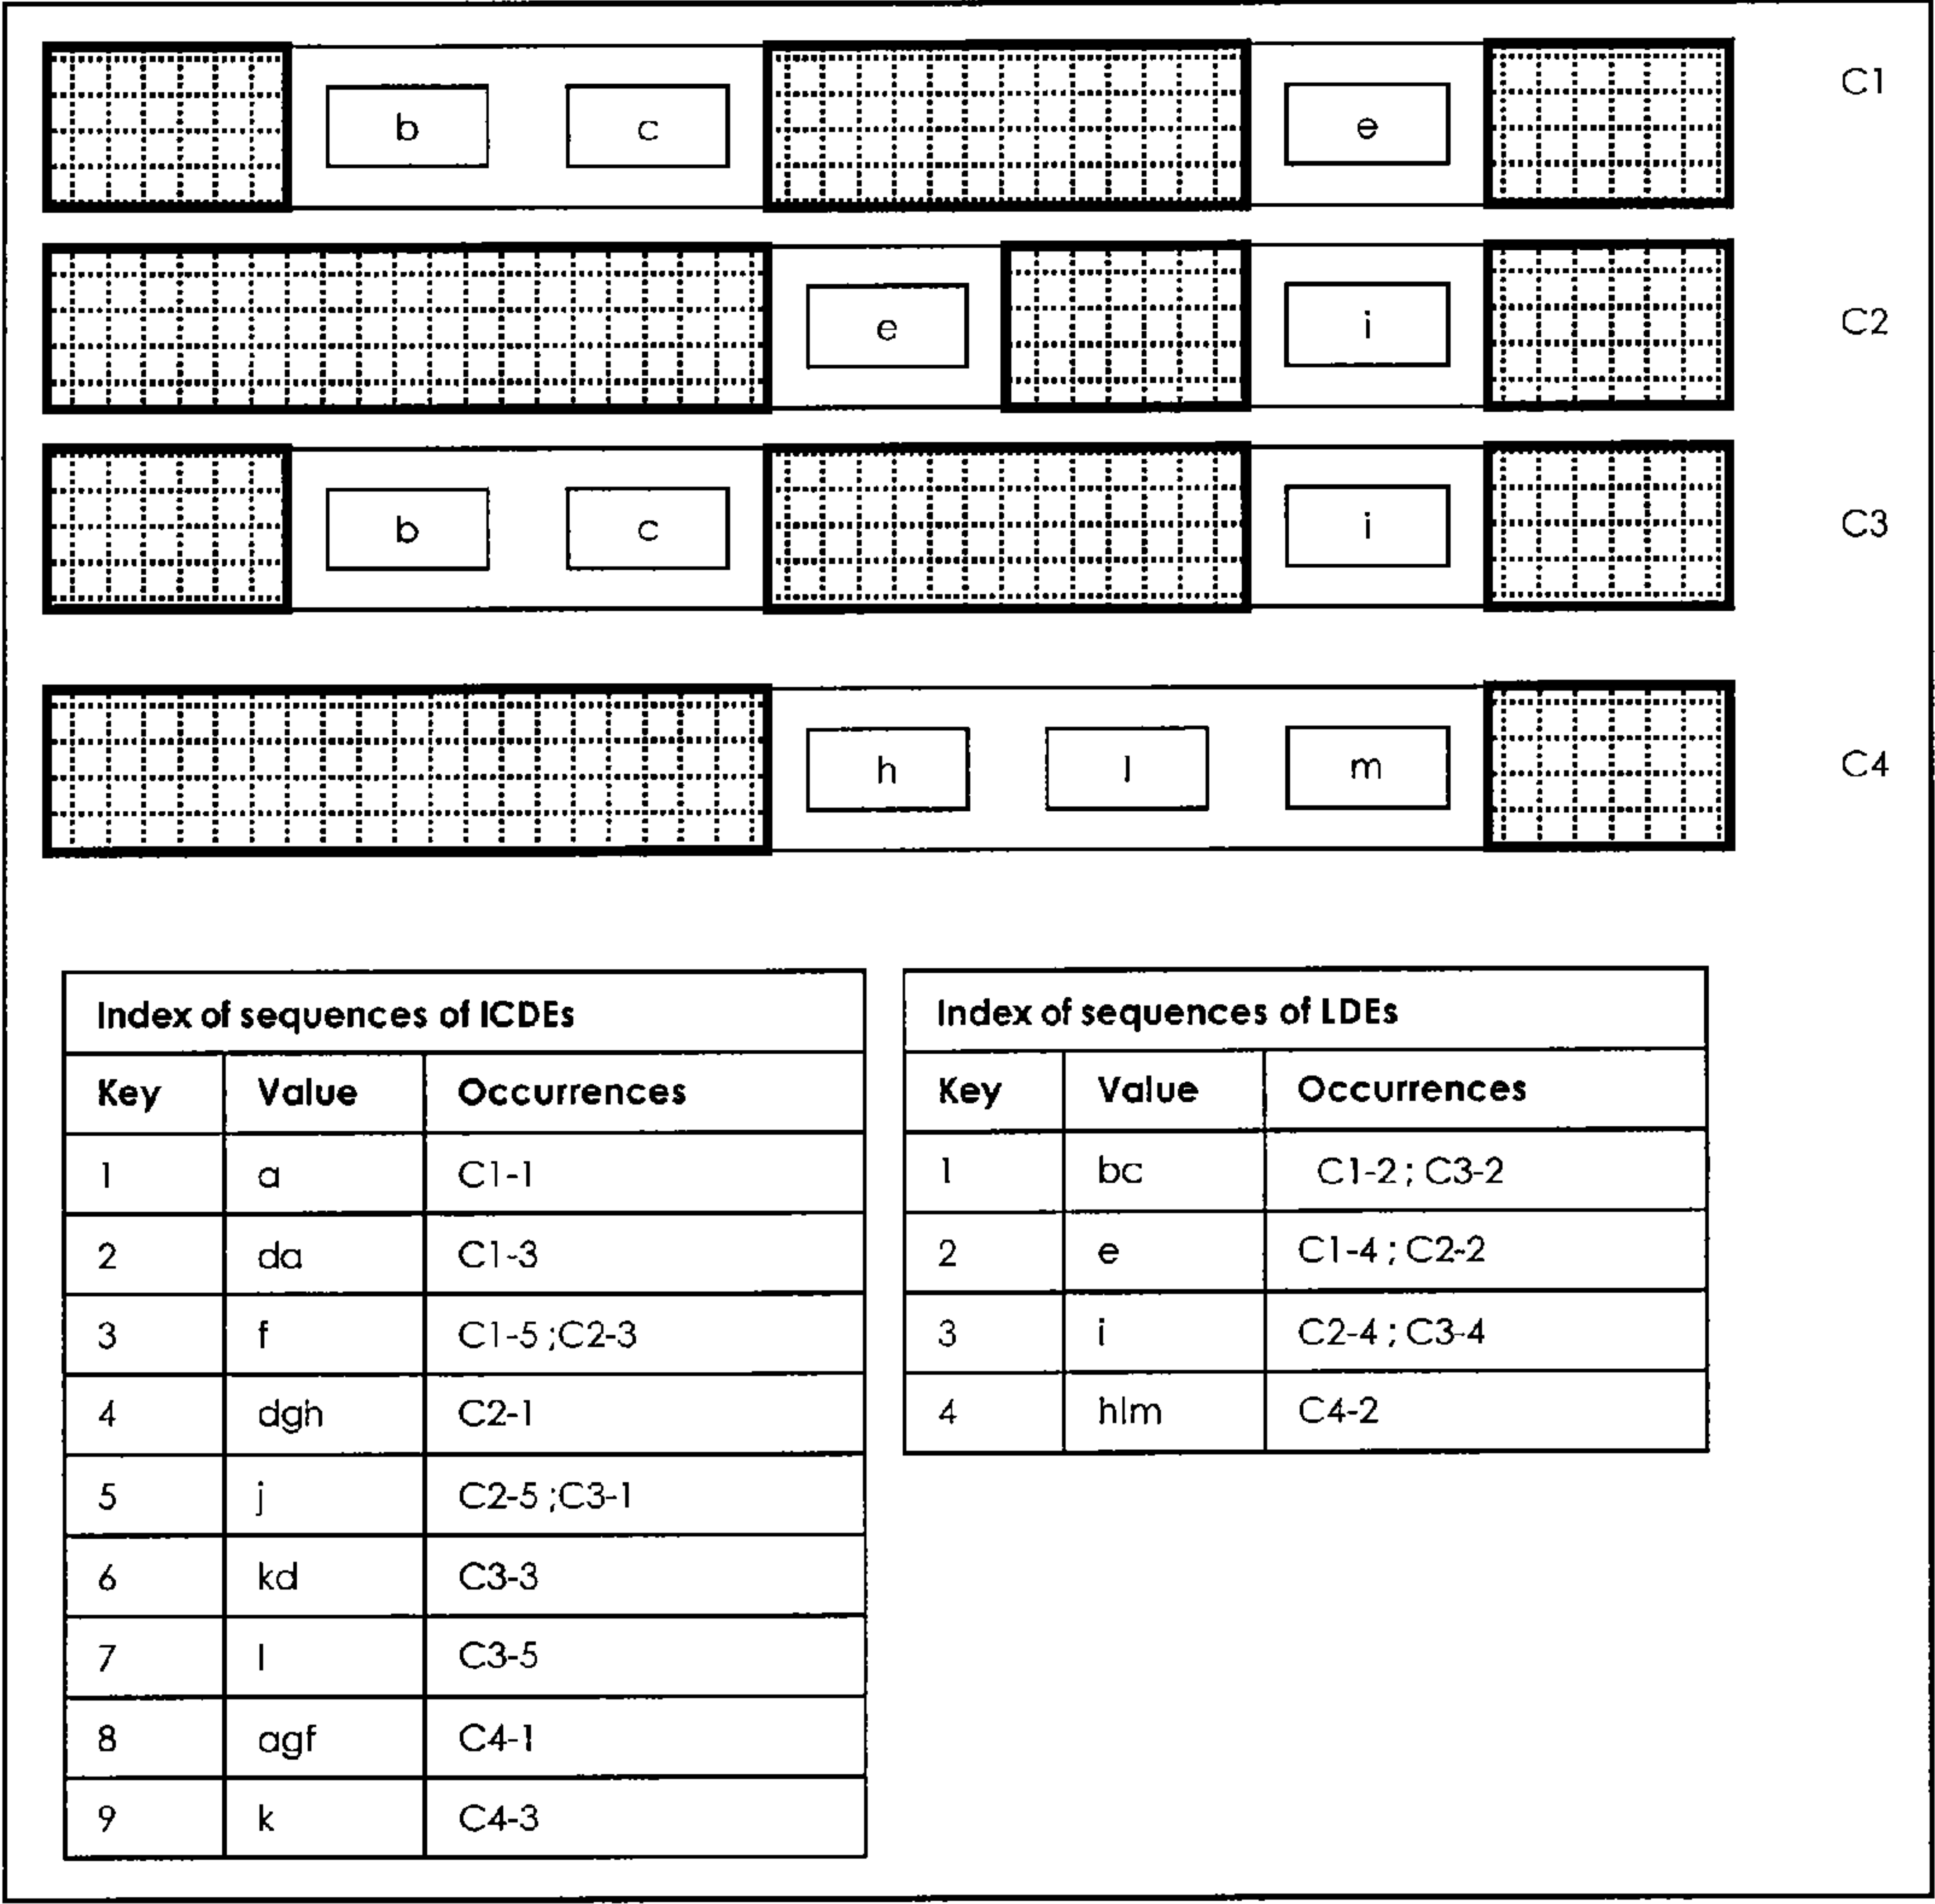 b c e C1
e i C2
b c i C3
h l m C4
Index of sequences of ICDEs
Key Value Occurrences
1 a C1-1
2 da C1-3
3 f C1-5 ;C2-3
4 dgh C2-1
5 j C2-5 ;C3-1
6 kd C3-3
7 l C3-5
8 agf C4-1
9 k C4-3
Index of sequences of LDEs
Key Value Occurrences
1 bc C1-2 ; C3-2
2 e C1-4 ; C2-2
3 i C2-4 ; C3-4
4 hlm C4-2